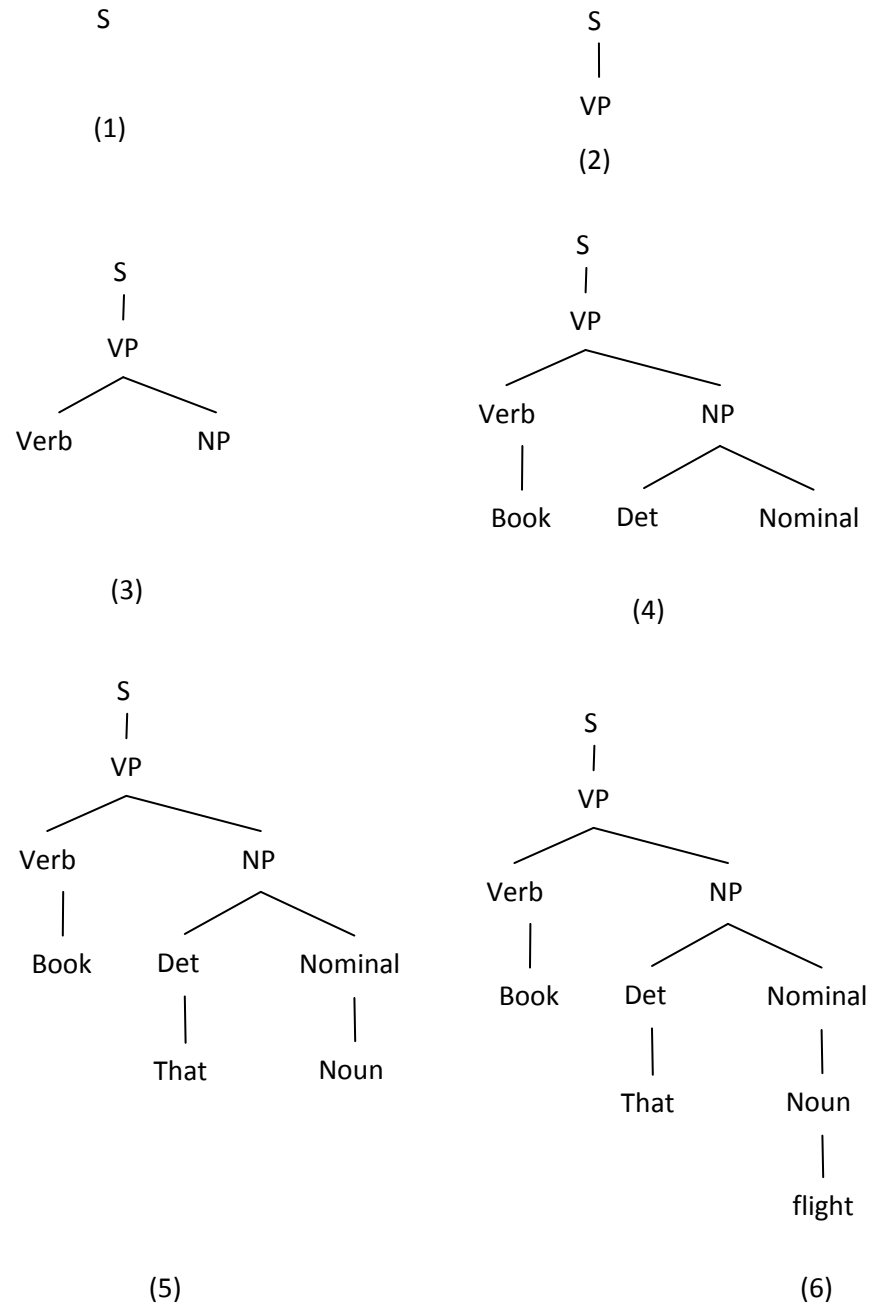 S
(1)
S
VP
(2)
S
VP
Verb NP
(3)
S
VP
Verb NP
Book Det Nominal
(4)
S
VP
Verb NP
Book Det Nominal
That Noun
(5)
S
VP
Verb NP
Book Det Nominal
That Noun
flight
(6)